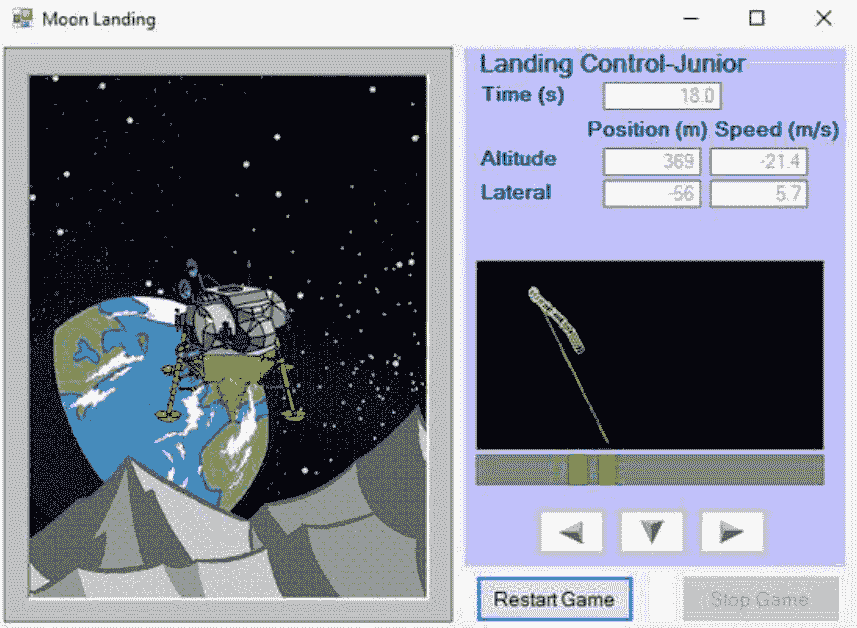 Moon Landing
Landing Control-Junior
Time (s) 18.0
Position (m) Speed (m/s)
Altitude 369 -21.4
Lateral -56 5.7
Restart Game Stop Game